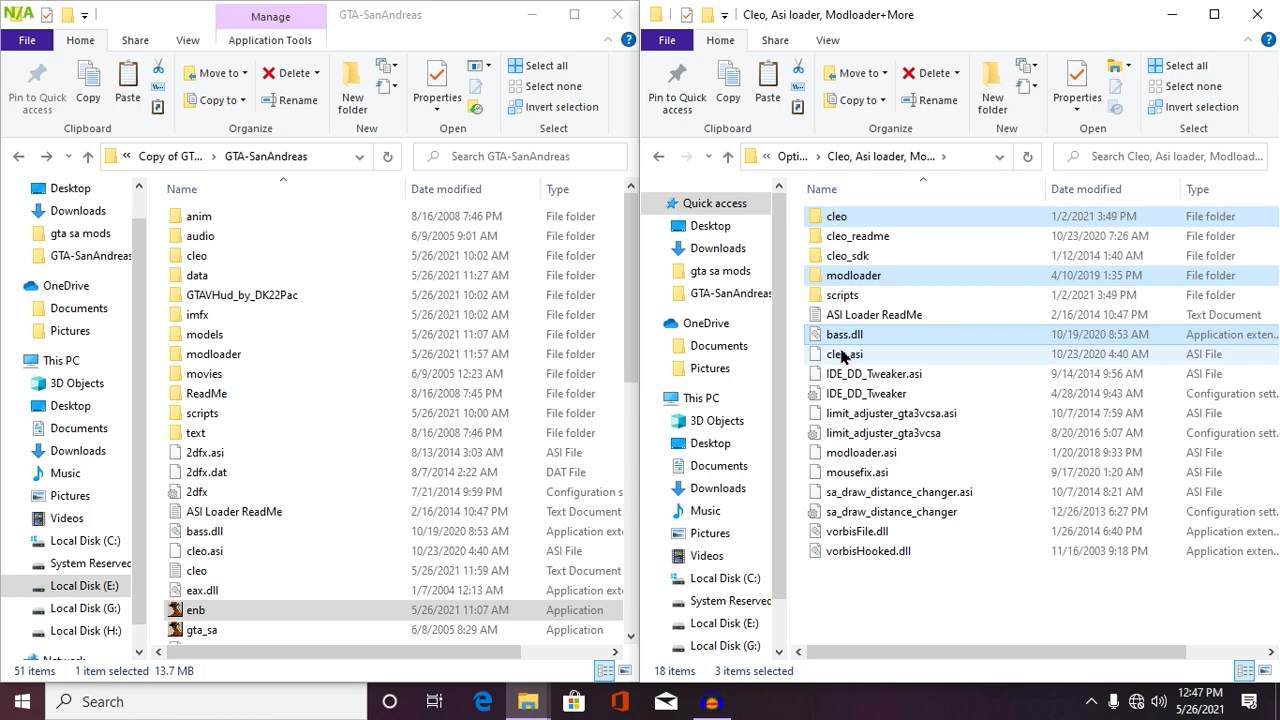 N/A
Manage
GTA-SanAndreas
File
Home
Share
View
Application Tools
Pin to Quick access
Copy
Paste
Move to
Copy to
Delete
Rename
New folder
Properties
Select all
Select none
Invert selection
Clipboard
Organize
New
Open
Select
« Copy of GT... › GTA-SanAndreas
Search GTA-SanAndreas
Desktop
Downloads
gta sa mods
GTA-SanAndreas
OneDrive
Documents
Pictures
This PC
3D Objects
Desktop
Documents
Downloads
Music
Pictures
Videos
Local Disk (C:)
System Reserved
Local Disk (E:)
Local Disk (G:)
Local Disk (H:)
Name Date modified Type
anim 8/16/2008 7:46 PM File folder
audio 6/9/2005 9:01 AM File folder
cleo 5/26/2021 10:02 AM File folder
data 5/26/2021 11:27 AM File folder
GTAVHud_by_DK22Pac 5/26/2021 10:02 AM File folder
imfx 5/26/2021 10:02 AM File folder
models 5/26/2021 11:07 AM File folder
modloader 5/26/2021 11:57 AM File folder
movies 6/9/2005 12:23 AM File folder
ReadMe 8/16/2008 7:45 PM File folder
scripts 5/26/2021 10:00 AM File folder
text 8/16/2008 7:46 PM File folder
2dfx.asi 8/13/2014 3:03 AM ASI File
2dfx.dat 8/7/2014 2:22 AM DAT File
2dfx 7/21/2014 9:59 PM Configuration s
ASI Loader ReadMe 2/16/2014 10:47 PM Text Document
bass.dll 10/19/2020 8:53 AM Application exten
cleo.asi 10/23/2020 4:40 AM ASI File
cleo 5/26/2021 11:59 AM Text Document
eax.dll 1/7/2004 12:13 AM Application exten
enb 5/26/2021 11:07 AM Application
gta_sa 6/8/2005 8:29 AM Application
51 items 1 item selected 13.7 MB
Cleo, Asi loader, Modloader+More
File
Home
Share
View
Pin to Quick access
Copy
Paste
Move to
Copy to
Delete
Rename
New folder
Properties
Select all
Select none
Invert selection
Clipboard
Organize
New
Open
Select
« Opti... › Cleo, Asi loader, Mo... ›
Search Cleo, Asi loader, Modload...
Quick access
Desktop
Downloads
gta sa mods
GTA-SanAndreas
OneDrive
Documents
Pictures
This PC
3D Objects
Desktop
Documents
Downloads
Music
Pictures
Videos
Local Disk (C:)
System Reserved
Local Disk (E:)
Local Disk (G:)
Name Date modified Type
cleo 1/2/2021 3:49 PM File folder
cleo_readme 10/23/2020 7:26 AM File folder
cleo_sdk 1/12/2014 1:40 AM File folder
modloader 4/10/2019 1:35 PM File folder
scripts 1/2/2021 3:49 PM File folder
ASI Loader ReadMe 2/16/2014 10:47 PM Text Document
bass.dll 10/19/2020 8:53 AM Application exten...
cleo.asi 10/23/2020 4:40 AM ASI File
IDE_DD_Tweaker.asi 9/14/2014 9:56 AM ASI File
IDE_DD_Tweaker 4/28/2014 9:43 AM Configuration sett...
limit_adjuster_gta3vcsa.asi 10/7/2014 7:59 AM ASI File
limit_adjuster_gta3vcsa 8/20/2016 5:07 AM Configuration sett...
modloader.asi 1/20/2018 9:33 PM ASI File
mousefix.asi 9/17/2020 1:20 AM ASI File
sa_draw_distance_changer.asi 10/7/2014 8:21 AM ASI File
sa_draw_distance_changer 12/26/2013 6:27 PM Configuration sett...
vorbisFile.dll 1/26/2014 6:40 PM Application exten...
vorbisHooked.dll 11/16/2003 9:18 PM Application exten...
18 items 3 items selected
Search
12:47 PM
5/26/2021